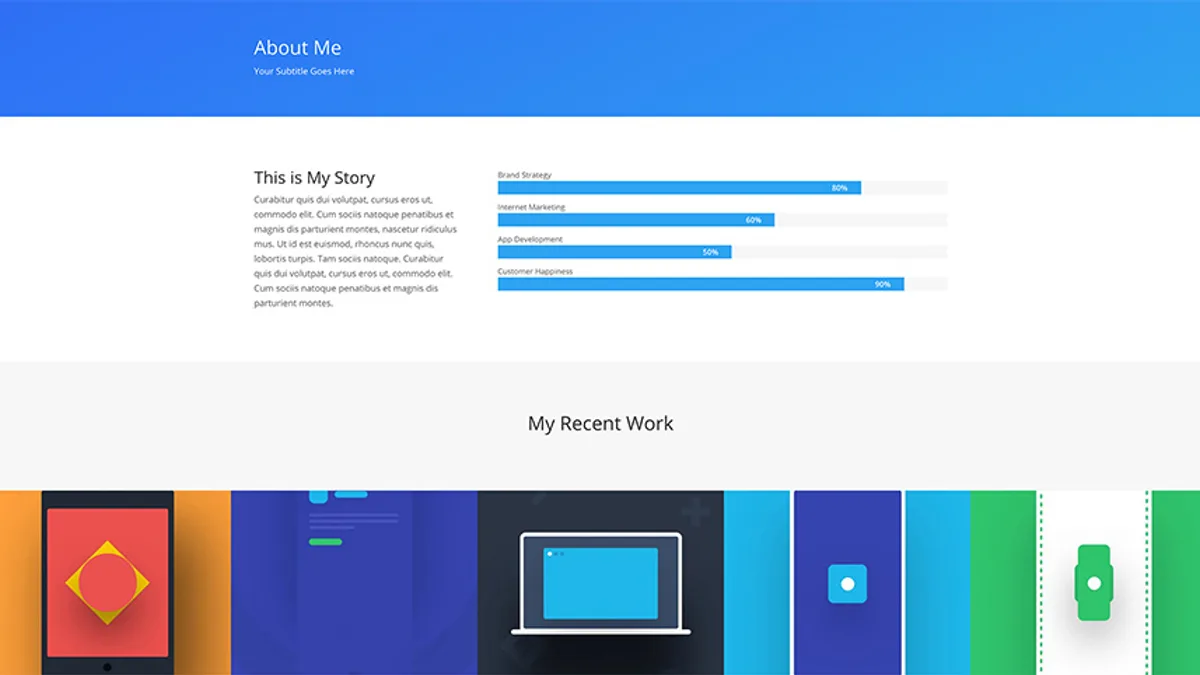 About Me
Your Subtitle Goes Here
This is My Story
Curabitur quis dui volutpat, cursus eros ut,
commodo elit. Cum sociis natoque penatibus et
magnis dis parturient montes, nascetur ridiculus
mus. Ut id est euismod, rhoncus nunc quis,
lobortis turpis. Tam sociis natoque. Curabitur
quis dui volutpat, cursus eros ut, commodo elit.
Cum sociis natoque penatibus et magnis dis
parturient montes.
Brand Strategy
80%
Internet Marketing
60%
App Development
50%
Customer Happiness
90%
My Recent Work